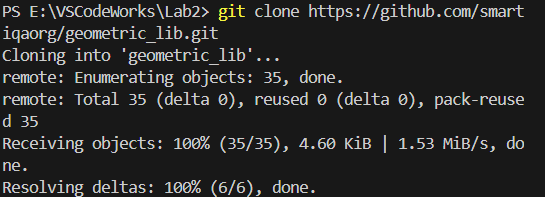 PS E:\VSCodeWorks\Lab2> git clone https://github.com/smart
iqaorg/geometric_lib.git
Cloning into 'geometric_lib'...
remote: Enumerating objects: 35, done.
remote: Total 35 (delta 0), reused 0 (delta 0), pack-reuse
d 35
Receiving objects: 100% (35/35), 4.60 KiB | 1.53 MiB/s, do
ne.
Resolving deltas: 100% (6/6), done.